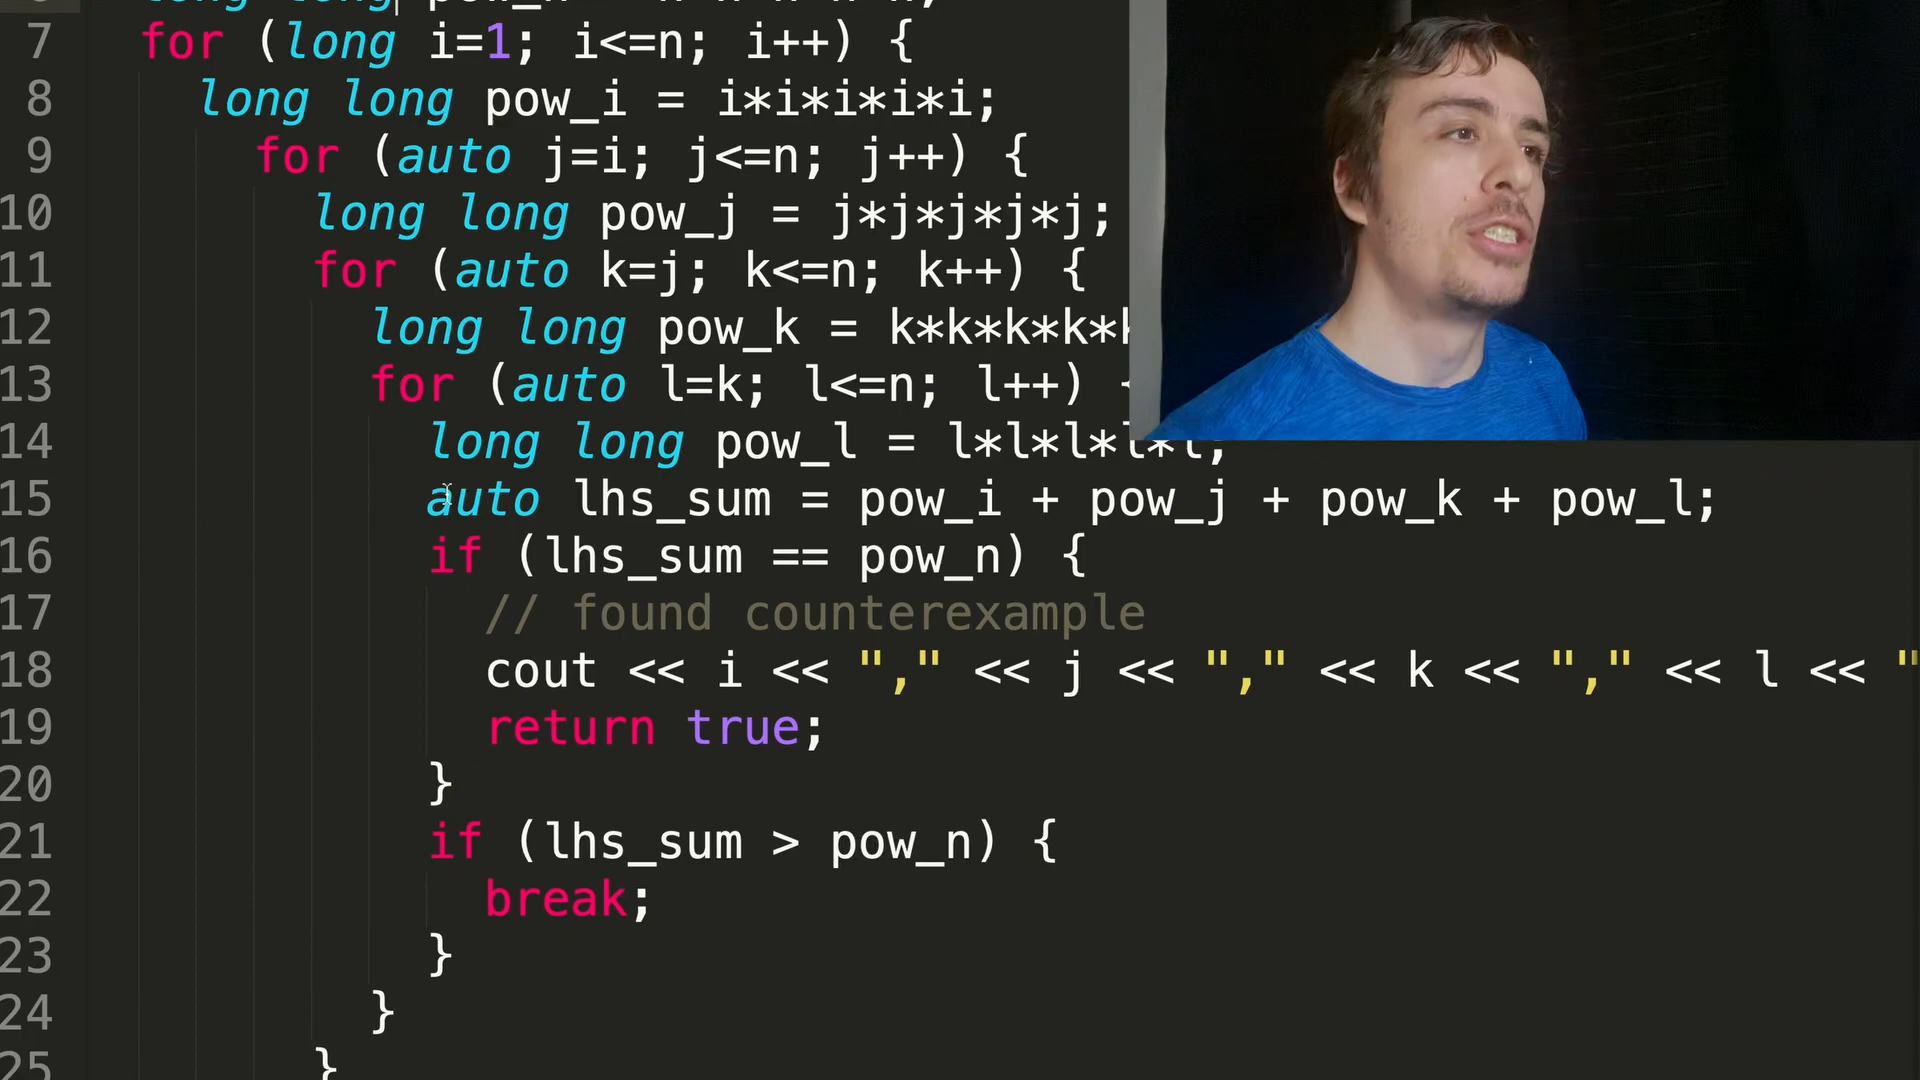 long long
7 for (long i=1; i<=n; i++) {
8 long long pow_i = i*i*i*i*i;
9 for (auto j=i; j<=n; j++) {
10 long long pow_j = j*j*j*j*j;
11 for (auto k=j; k<=n; k++) {
12 long long pow_k = k*k*k*k*
13 for (auto l=k; l<=n; l++)
14 long long pow_l = l*l*l*l*l;
15 auto lhs_sum = pow_i + pow_j + pow_k + pow_l;
16 if (lhs_sum == pow_n) {
17 // found counterexample
18 cout << i << "," << j << "," << k << "," << l << "
19 return true;
20 }
21 if (lhs_sum > pow_n) {
22 break;
23 }
24 }
25 }